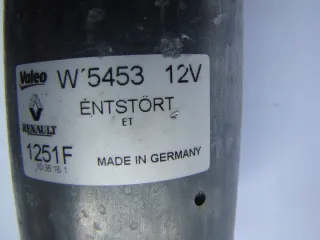 Valeo W 5453 12V
ENTSTÖRT
ET
RENAULT
1251F MADE IN GERMANY